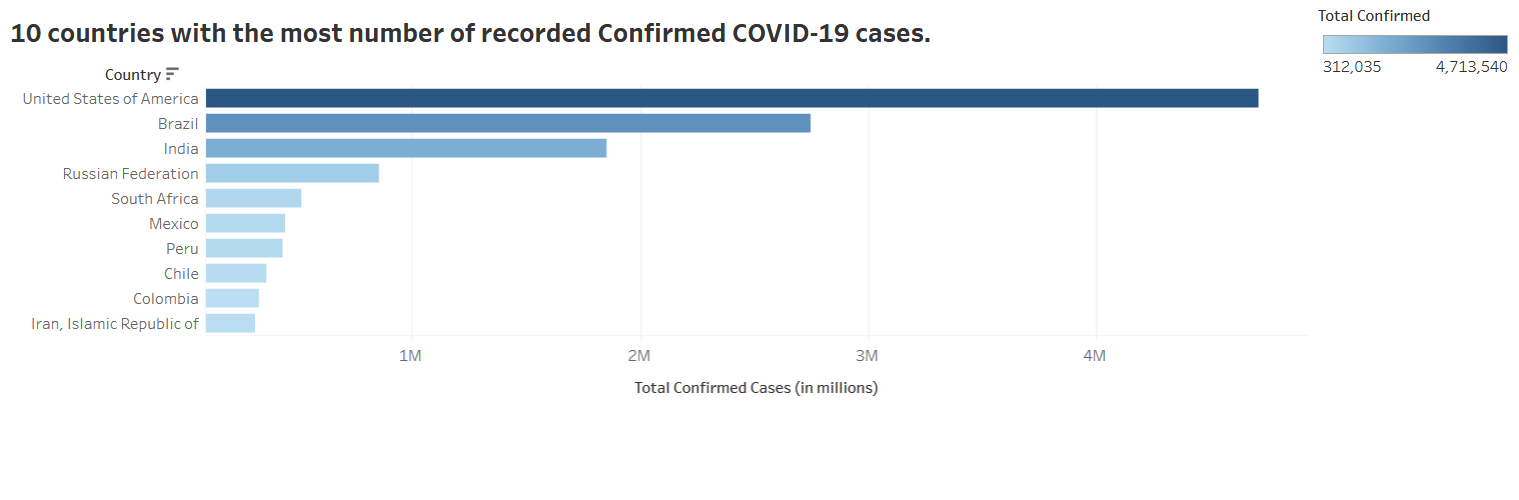 10 countries with the most number of recorded Confirmed COVID-19 cases.
Total Confirmed
312,035 4,713,540
Country
United States of America
Brazil
India
Russian Federation
South Africa
Mexico
Peru
Chile
Colombia
Iran, Islamic Republic of
1M 2M 3M 4M
Total Confirmed Cases (in millions)